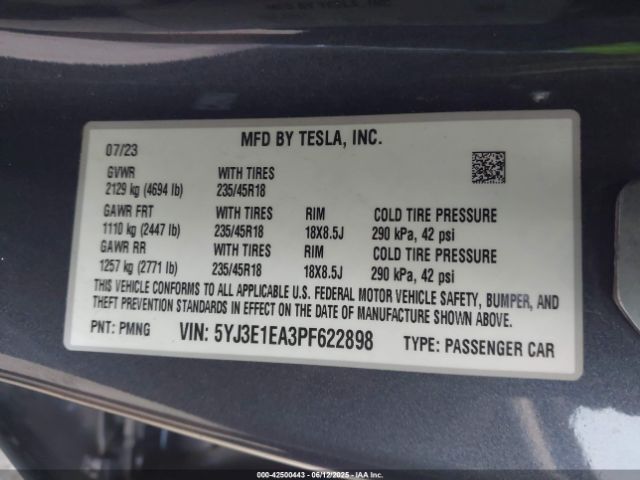 MFD BY TESLA, INC.
07/23
GVWR WITH TIRES
2129 kg (4694 lb) 235/45R18
GAWR FRT WITH TIRES RIM COLD TIRE PRESSURE
1110 kg (2447 lb) 235/45R18 18X8.5J 290 kPa, 42 psi
GAWR RR WITH TIRES RIM COLD TIRE PRESSURE
1257 kg (2771 lb) 235/45R18 18X8.5J 290 kPa, 42 psi
THIS VEHICLE CONFORMS TO ALL APPLICABLE U.S. FEDERAL MOTOR VEHICLE SAFETY, BUMPER, AND
THEFT PREVENTION STANDARDS IN EFFECT ON THE DATE OF MANUFACTURE SHOWN ABOVE.
PNT: PMNG VIN: 5YJ3E1EA3PF622898 TYPE: PASSENGER CAR
000-42500443 - 06/12/2025 - IAAI, Inc.